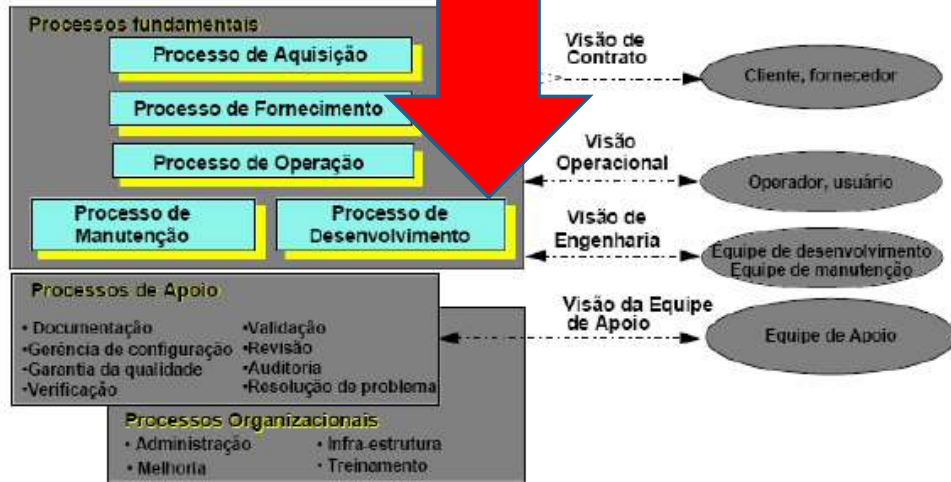 Processos fundamentais
Processo de Aquisição
Processo de Fornecimento
Processo de Operação
Processo de
Manutenção
Processo de
Desenvolvimento
Visão de
Contrato
Cliente, fornecedor
Visão
Operacional
Operador, usuário
Visão de
Engenharia
Equipe de desenvolvimento
Equipe de manutenção
Processos de Apoio
• Documentação
•Gerência de configuração
•Garantia da qualidade
•Verificação
•Validação
•Revisão
•Auditoria
•Resolução de problema
Visão da Equipe
de Apoio
Equipe de Apoio
Processos Organizacionais
• Administração
• Melhoria
• Infra-estrutura
• Treinamento